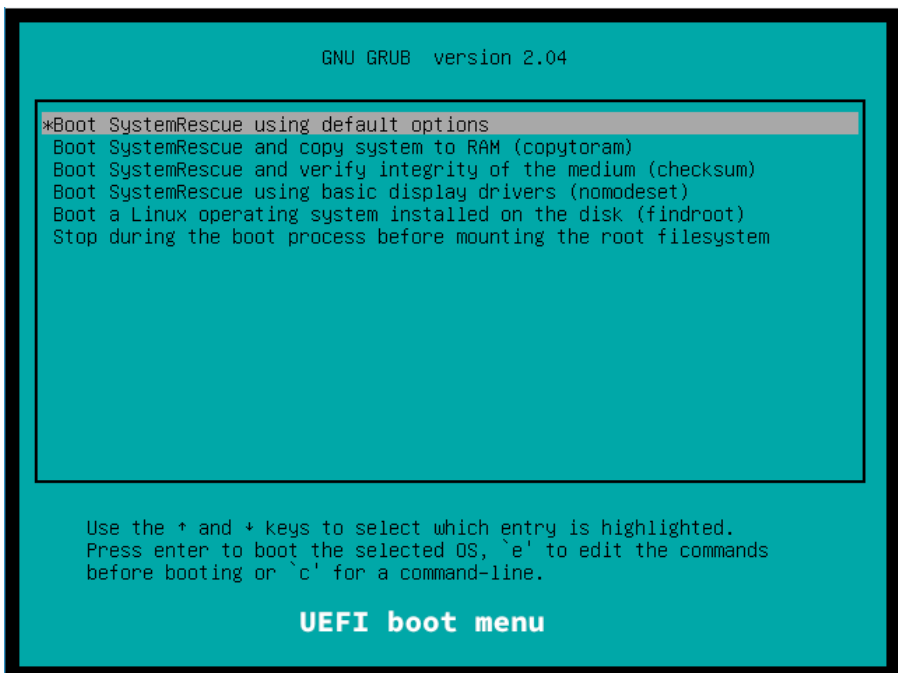 GNU GRUB  version 2.04
*Boot SystemRescue using default options
Boot SystemRescue and copy system to RAM (copytoram)
Boot SystemRescue and verify integrity of the medium (checksum)
Boot SystemRescue using basic display drivers (nomodeset)
Boot a Linux operating system installed on the disk (findroot)
Stop during the boot process before mounting the root filesystem
Use the ↑ and ↓ keys to select which entry is highlighted.
Press enter to boot the selected OS, `e' to edit the commands
before booting or `c' for a command-line.
UEFI boot menu